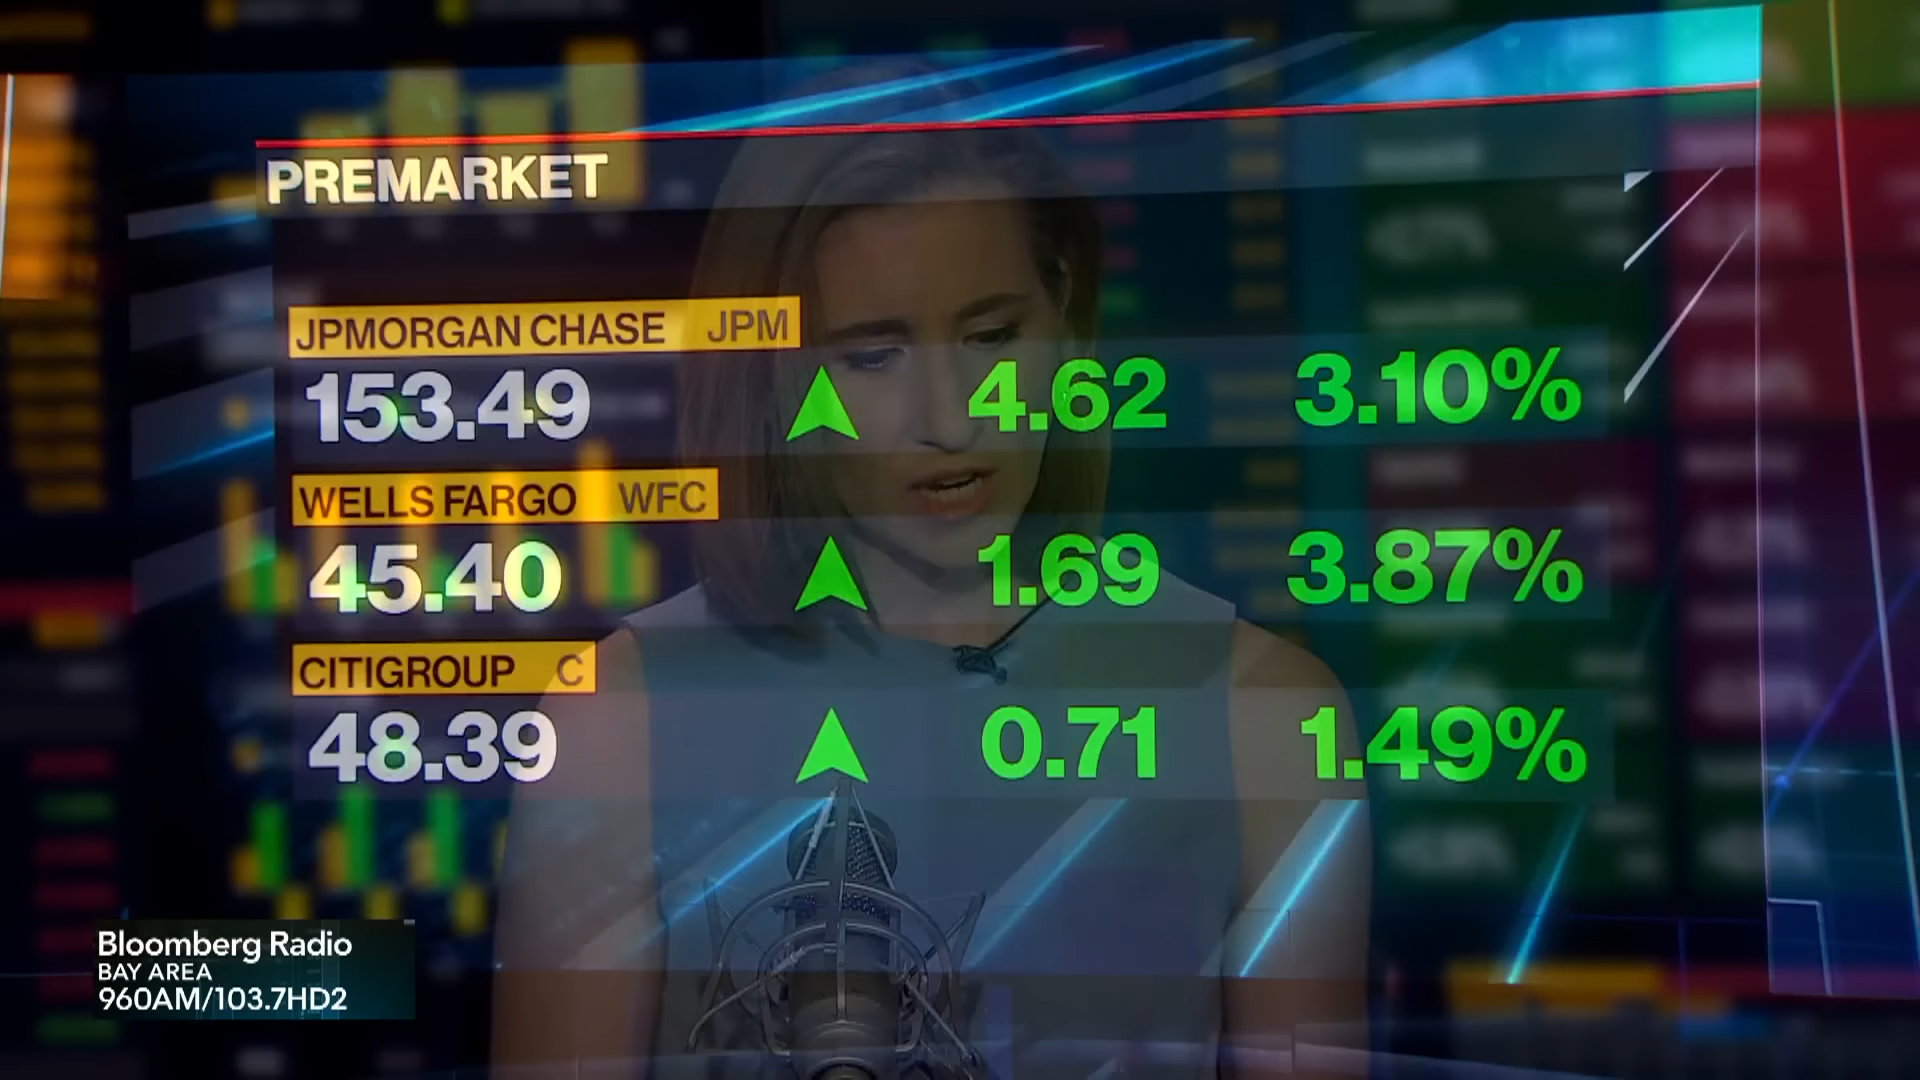 PREMARKET
JPMORGAN CHASE JPM
153.49 4.62 3.10%
WELLS FARGO WFC
45.40 1.69 3.87%
CITIGROUP C
48.39 0.71 1.49%
Bloomberg Radio
BAY AREA
960AM/103.7HD2